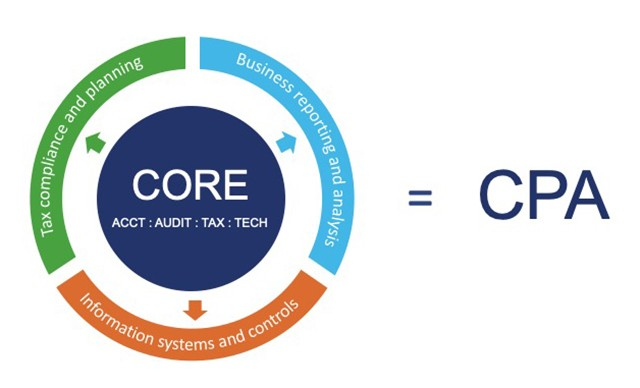 Tax compliance and planning
Business reporting and analysis
CORE
ACCT : AUDIT : TAX : TECH
Information systems and controls
= CPA